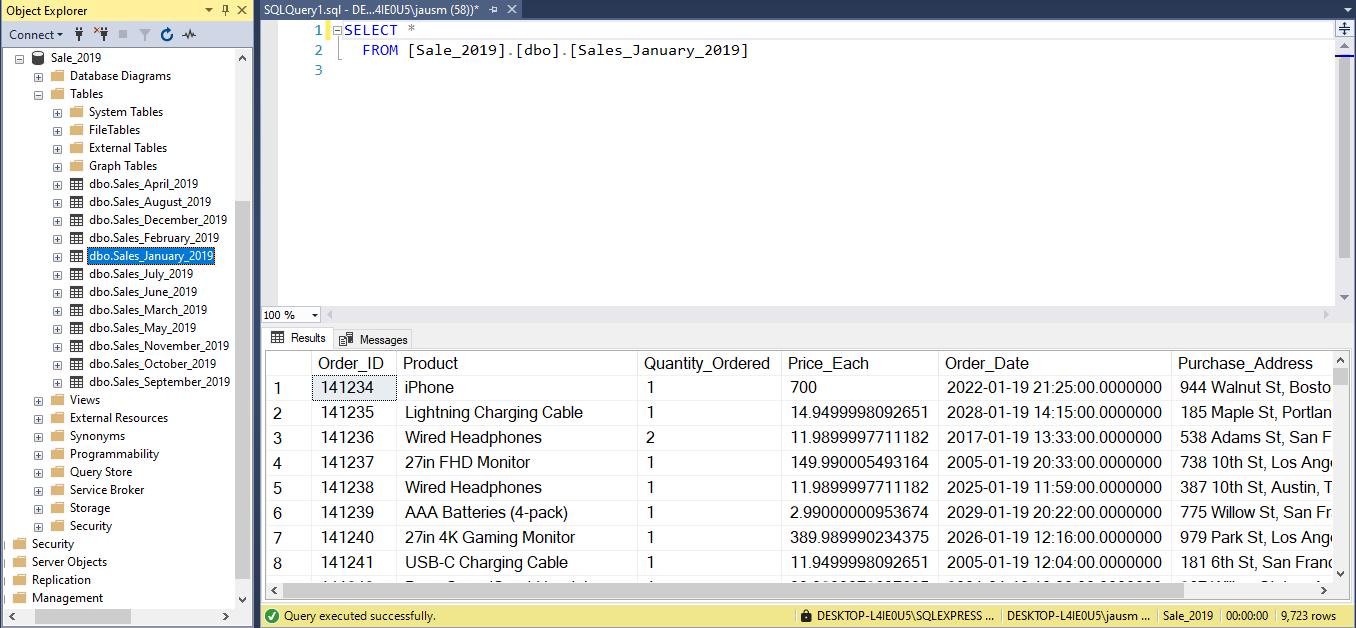 Object Explorer
Connect
Sale_2019
Database Diagrams
Tables
System Tables
FileTables
External Tables
Graph Tables
dbo.Sales_April_2019
dbo.Sales_August_2019
dbo.Sales_December_2019
dbo.Sales_February_2019
dbo.Sales_January_2019
dbo.Sales_July_2019
dbo.Sales_June_2019
dbo.Sales_March_2019
dbo.Sales_May_2019
dbo.Sales_November_2019
dbo.Sales_October_2019
dbo.Sales_September_2019
Views
External Resources
Synonyms
Programmability
Query Store
Service Broker
Storage
Security
Security
Server Objects
Replication
Management
SQLQuery1.sql - DE...4IE0U5\jausm (58))*
1 SELECT *
2 FROM [Sale_2019].[dbo].[Sales_January_2019]
3
100 %
Results Messages
Order_ID Product Quantity_Ordered Price_Each Order_Date Purchase_Address
1 141234 iPhone 1 700 2022-01-19 21:25:00.0000000 944 Walnut St, Bosto
2 141235 Lightning Charging Cable 1 14.9499998092651 2028-01-19 14:15:00.0000000 185 Maple St, Portlan
3 141236 Wired Headphones 2 11.9899997711182 2017-01-19 13:33:00.0000000 538 Adams St, San F
4 141237 27in FHD Monitor 1 149.990005493164 2005-01-19 20:33:00.0000000 738 10th St, Los Ange
5 141238 Wired Headphones 1 11.9899997711182 2025-01-19 11:59:00.0000000 387 10th St, Austin, T
6 141239 AAA Batteries (4-pack) 1 2.99000000953674 2029-01-19 20:22:00.0000000 775 Willow St, San Fr
7 141240 27in 4K Gaming Monitor 1 389.989990234375 2026-01-19 12:16:00.0000000 979 Park St, Los Ange
8 141241 USB-C Charging Cable 1 11.9499998092651 2005-01-19 12:04:00.0000000 181 6th St, San Franc
Query executed successfully. DESKTOP-L4IE0U5\SQLEXPRESS ... DESKTOP-L4IE0U5\jausm ... Sale_2019 00:00:00 9,723 rows